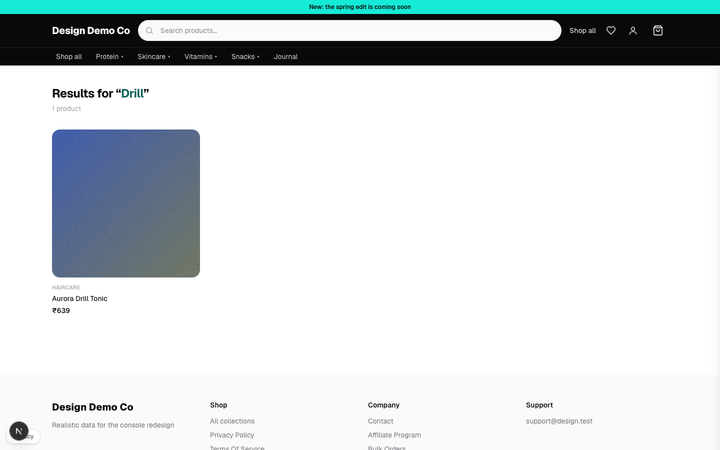 New: the spring edit is coming soon
Design Demo Co
Search products...
Shop all
Shop all
Protein
Skincare
Vitamins
Snacks
Journal
Results for “Drill”
1 product
HAIRCARE
Aurora Drill Tonic
₹639
Design Demo Co
Realistic data for the console redesign
Shop
All collections
Privacy Policy
Terms Of Service
Company
Contact
Affiliate Program
Bulk Orders
Support
support@design.test
N